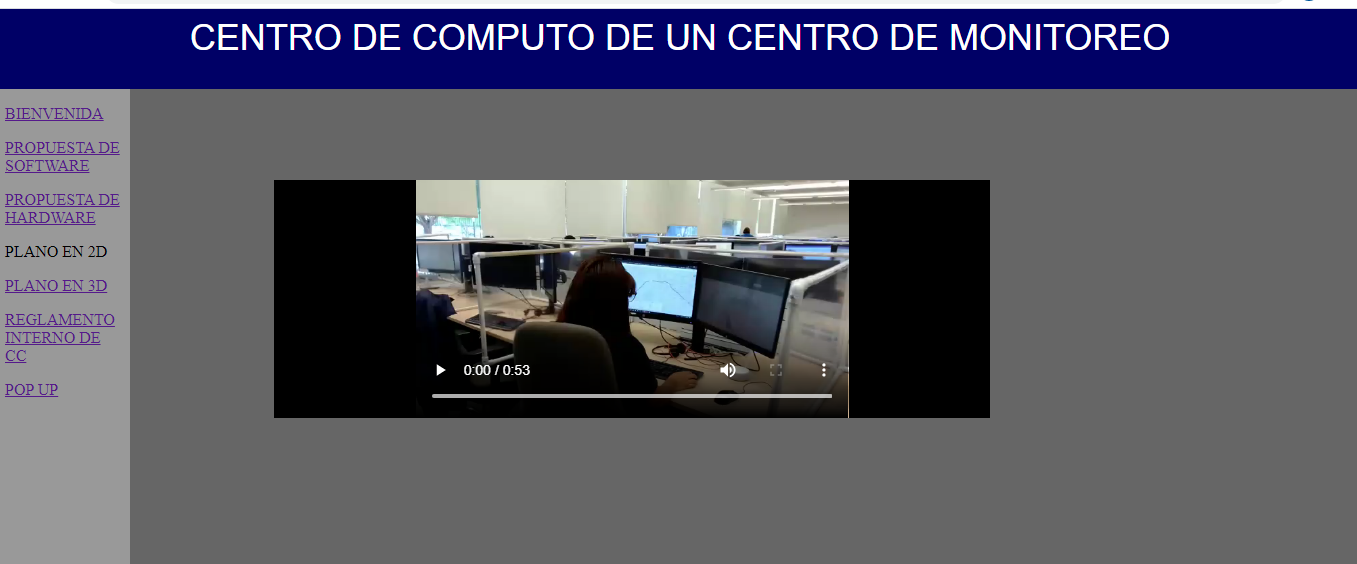 CENTRO DE COMPUTO DE UN CENTRO DE MONITOREO
BIENVENIDA
PROPUESTA DE
SOFTWARE
PROPUESTA DE
HARDWARE
PLANO EN 2D
PLANO EN 3D
REGLAMENTO
INTERNO DE
CC
POP UP
0:00 / 0:53